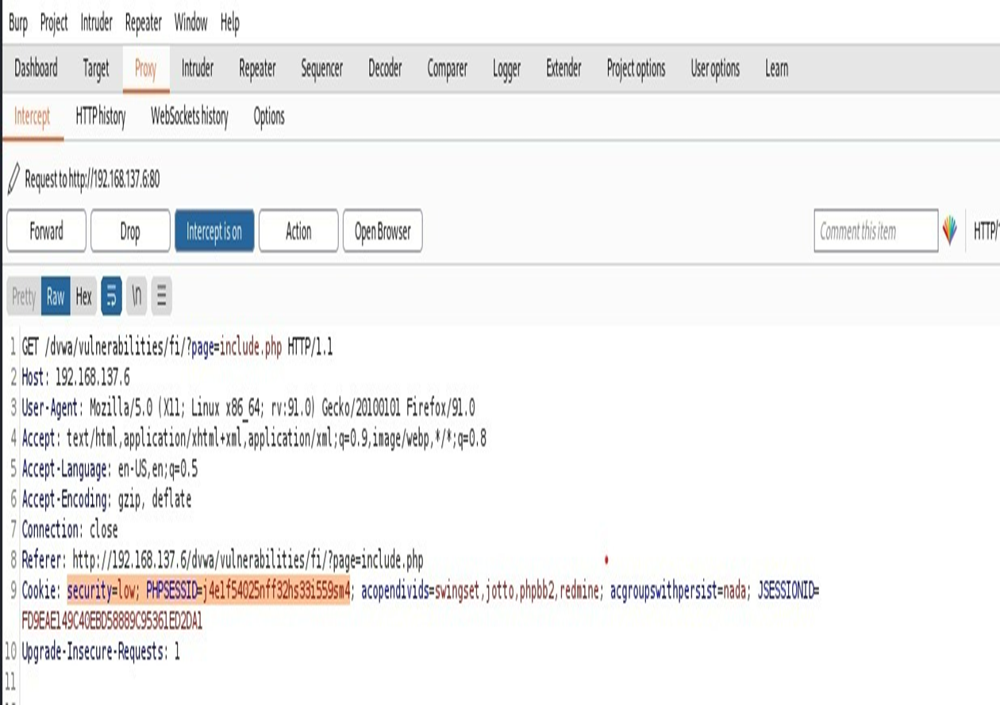 Burp Project Intruder Repeater Window Help
Dashboard Target Proxy Intruder Repeater Sequencer Decoder Comparer Logger Extender Project options User options Learn
Intercept HTTP history WebSockets history Options
Request to http://192.168.137.6:80
Forward Drop Intercept is on Action Open Browser Comment this item HTTP/
Pretty Raw Hex \n
1 GET /dvwa/vulnerabilities/fi/?page=include.php HTTP/1.1
2 Host: 192.168.137.6
3 User-Agent: Mozilla/5.0 (X11; Linux x86_64; rv:91.0) Gecko/20100101 Firefox/91.0
4 Accept: text/html,application/xhtml+xml,application/xml;q=0.9,image/webp,*/*;q=0.8
5 Accept-Language: en-US,en;q=0.5
6 Accept-Encoding: gzip, deflate
7 Connection: close
8 Referer: http://192.168.137.6/dvwa/vulnerabilities/fi/?page=include.php
9 Cookie: security=low; PHPSESSID=j4elf54025nff32hs33i559sm4; acopendivids=swingset,jotto,phpbb2,redmine; acgroupswithpersist=nada; JSESSIONID=
FD9EAE149C40EBD58889C95361ED2DA1
10 Upgrade-Insecure-Requests: 1
11